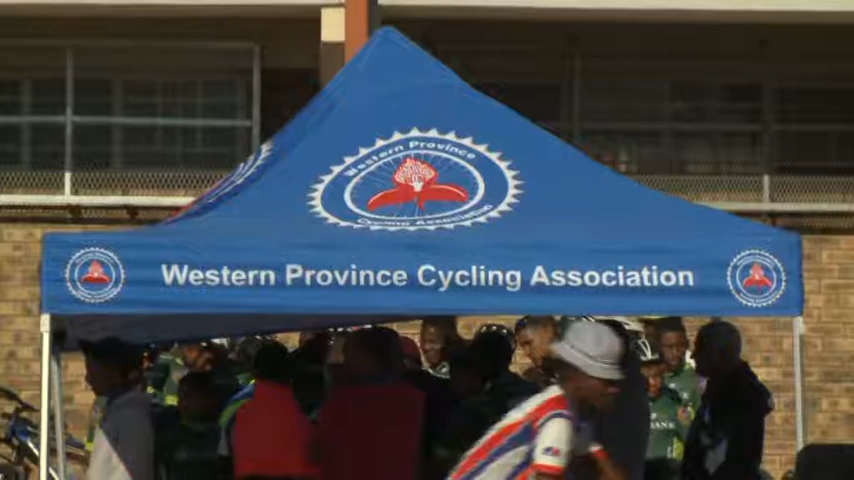 Western Province
Cycling Association
Western Province Cycling Association